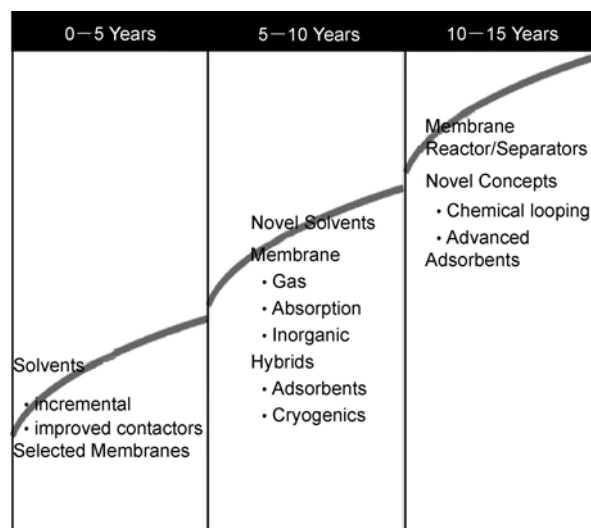 0－5 Years
5－10 Years
10－15 Years
Solvents
・incremental
・improved contactors
Selected Membranes
Novel Solvents
Membrane
・Gas
・Absorption
・Inorganic
Hybrids
・Adsorbents
・Cryogenics
Membrane
Reactor/Separators
Novel Concepts
・Chemical looping
・Advanced
Adsorbents